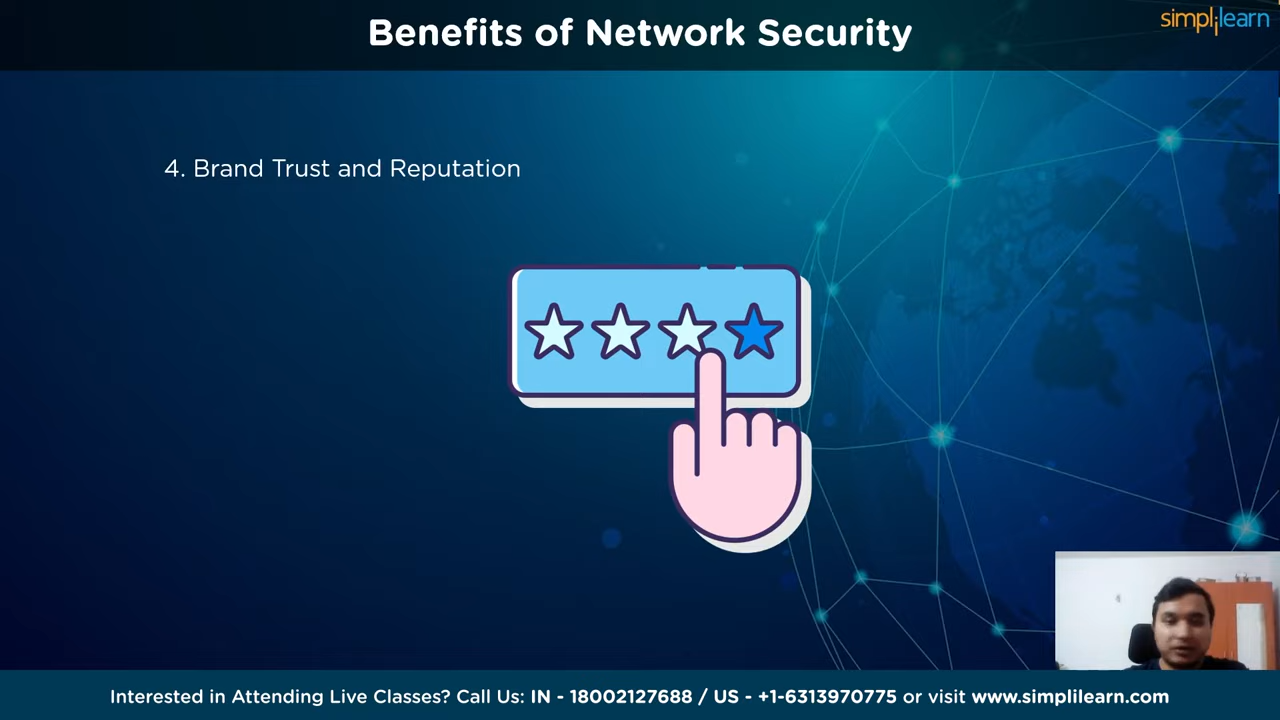 Benefits of Network Security
simplilearn
4. Brand Trust and Reputation
Interested in Attending Live Classes? Call Us: IN - 18002127688 / US - +1-6313970775 or visit www.simplilearn.com